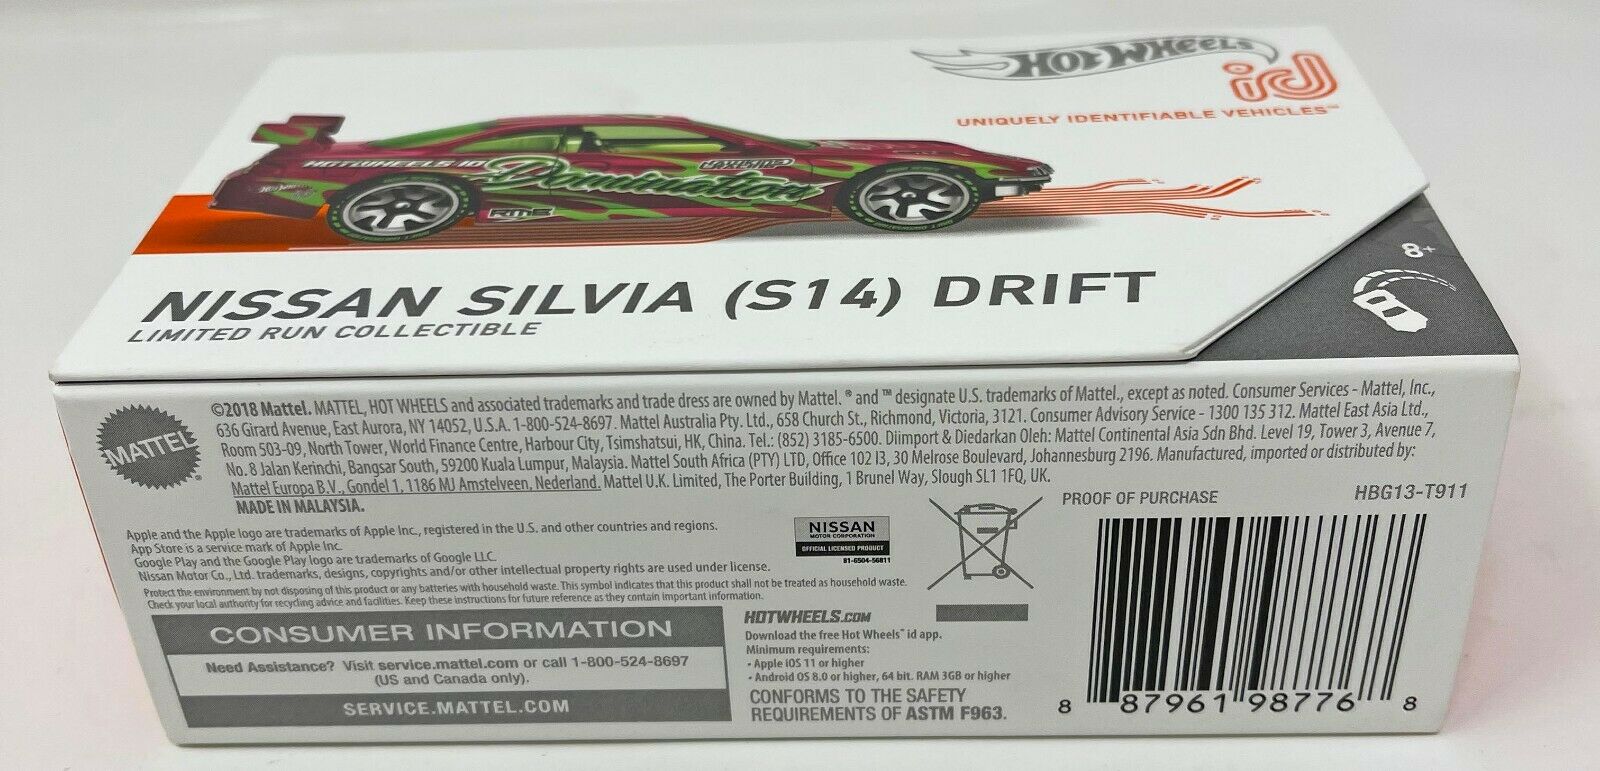 HOT WHEELS
id
UNIQUELY IDENTIFIABLE VEHICLES™
HOTWHEELS ID
Domination
RMS
NISSAN SILVIA (S14) DRIFT
LIMITED RUN COLLECTIBLE
8+
MATTEL
©2018 Mattel. MATTEL, HOT WHEELS and associated trademarks and trade dress are owned by Mattel. ® and ™ designate U.S. trademarks of Mattel., except as noted. Consumer Services - Mattel, Inc.,
636 Girard Avenue, East Aurora, NY 14052, U.S.A. 1-800-524-8697. Mattel Australia Pty. Ltd., 658 Church St., Richmond, Victoria, 3121. Consumer Advisory Service - 1300 135 312. Mattel East Asia Ltd.,
Room 503-09, North Tower, World Finance Centre, Harbour City, Tsimshatsui, HK, China. Tel.: (852) 3185-6500. Diimport & Diedarkan Oleh: Mattel Continental Asia Sdn Bhd. Level 19, Tower 3, Avenue 7,
No. 8 Jalan Kerinchi, Bangsar South, 59200 Kuala Lumpur, Malaysia. Mattel South Africa (PTY) LTD, Office 102 I3, 30 Melrose Boulevard, Johannesburg 2196. Manufactured, imported or distributed by:
Mattel Europa B.V., Gondel 1, 1186 MJ Amstelveen, Nederland. Mattel U.K. Limited, The Porter Building, 1 Brunel Way, Slough SL1 1FQ, UK.
MADE IN MALAYSIA.
Apple and the Apple logo are trademarks of Apple Inc., registered in the U.S. and other countries and regions.
App Store is a service mark of Apple Inc.
Google Play and the Google Play logo are trademarks of Google LLC.
Nissan Motor Co., Ltd. trademarks, designs, copyrights and/or other intellectual property rights are used under license.
Protect the environment by not disposing of this product or any batteries with household waste. This symbol indicates that this product shall not be treated as household waste.
Check your local authority for recycling advice and facilities. Keep these instructions for future reference as they contain important information.
NISSAN
MOTOR CORPORATION
OFFICIAL LICENSED PRODUCT
81-6504-56811
CONSUMER INFORMATION
Need Assistance? Visit service.mattel.com or call 1-800-524-8697
(US and Canada only).
SERVICE.MATTEL.COM
HOTWHEELS.COM
Download the free Hot Wheels™ id app.
Minimum requirements:
• Apple iOS 11 or higher
• Android OS 8.0 or higher, 64 bit. RAM 3GB or higher
CONFORMS TO THE SAFETY
REQUIREMENTS OF ASTM F963.
PROOF OF PURCHASE
HBG13-T911
8 87961 98776 8